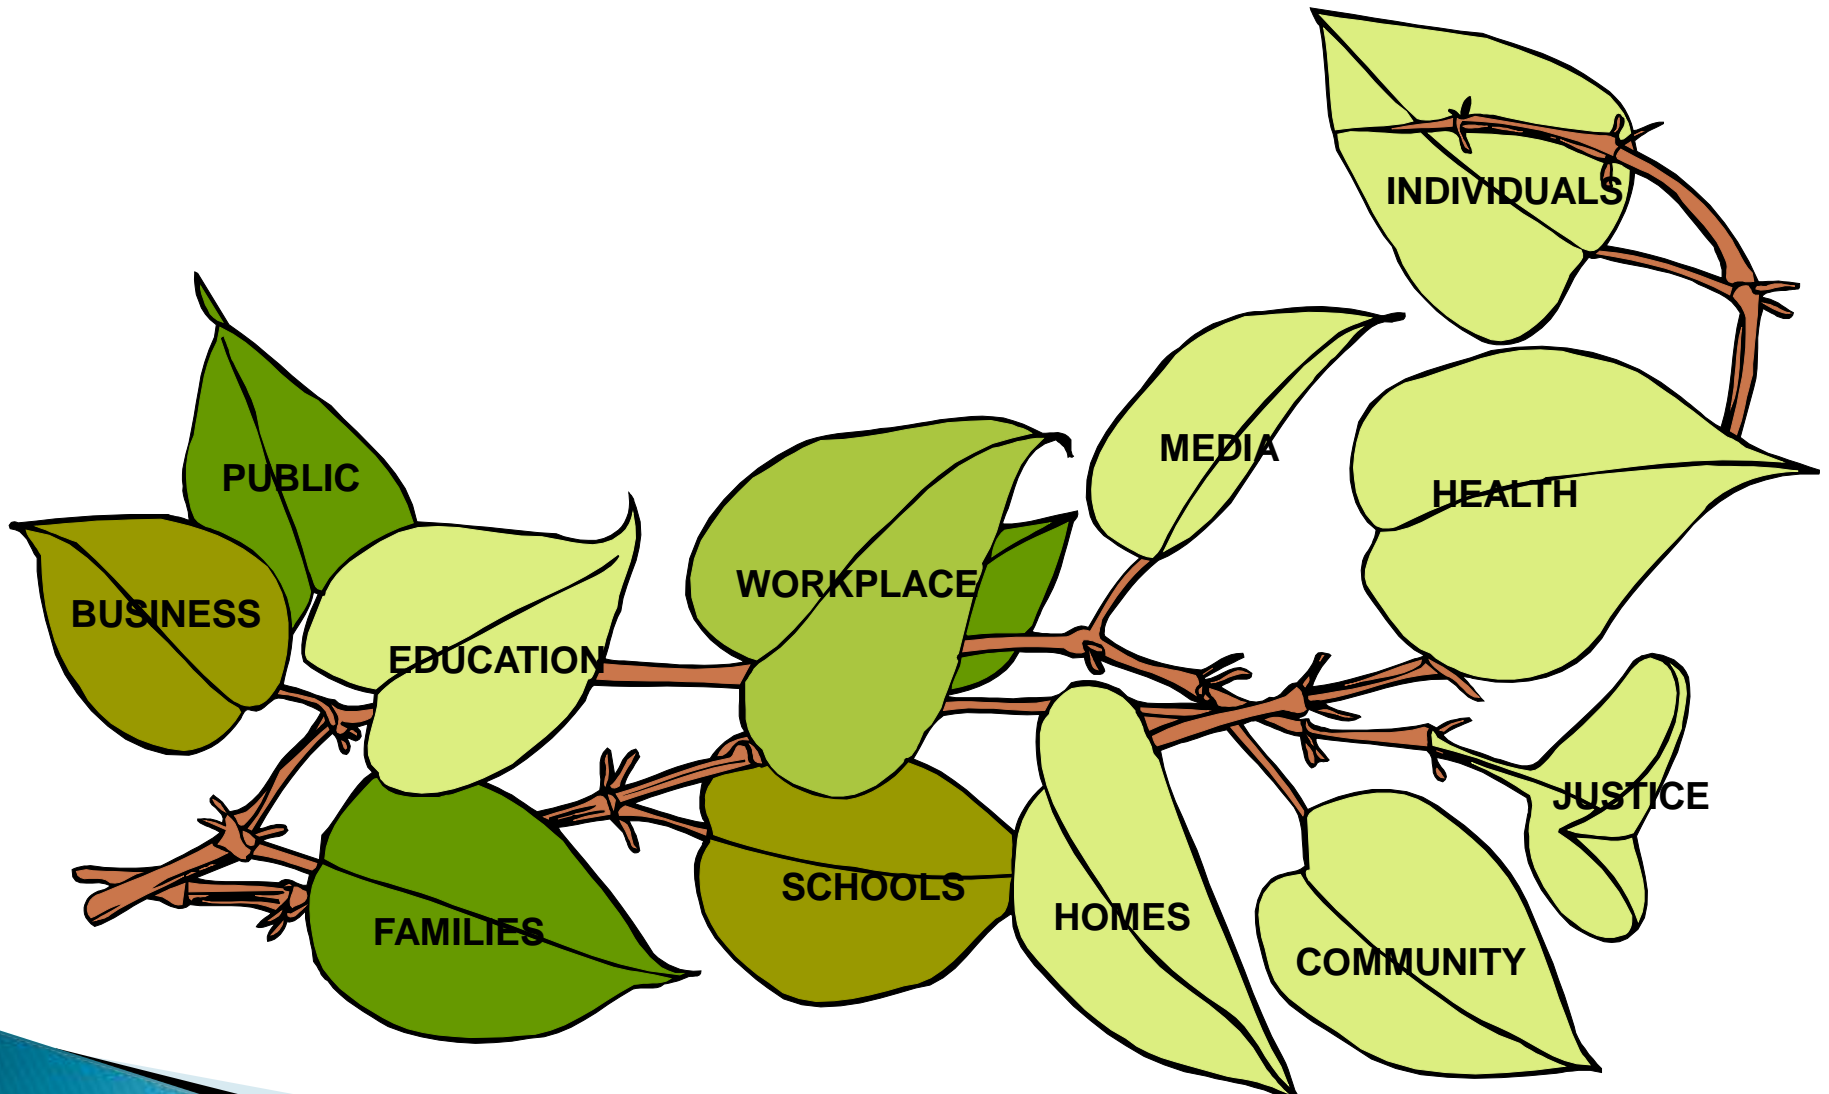 INDIVIDUALS
MEDIA
PUBLIC
HEALTH
WORKPLACE
BUSINESS
EDUCATION
JUSTICE
SCHOOLS
HOMES
FAMILIES
COMMUNITY